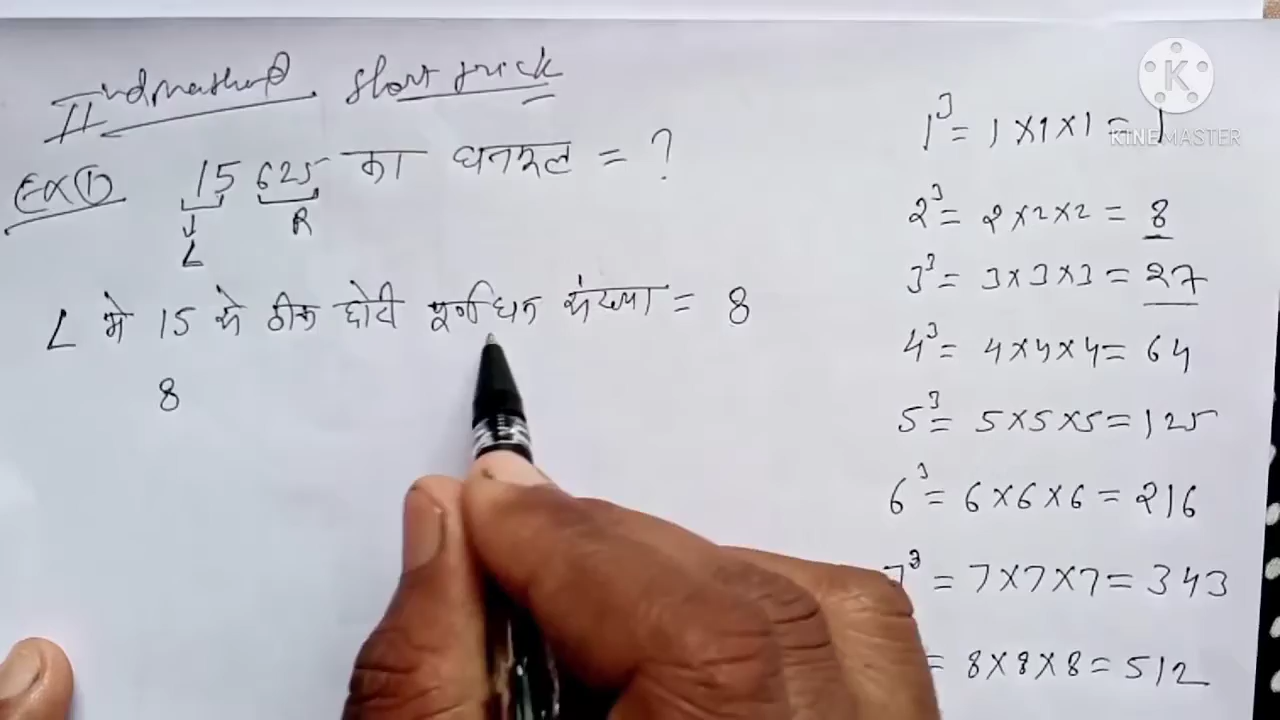 IInd method short trick
Ex ① 15 625 का घनमूल = ?
L R
L मे 15 से ठीक छोटी पूर्ण घन संख्या = 8
8
1³ = 1×1×1 = 1
2³ = 2×2×2 = 8
3³ = 3×3×3 = 27
4³ = 4×4×4 = 64
5³ = 5×5×5 = 125
6³ = 6×6×6 = 216
7³ = 7×7×7 = 343
= 8×8×8 = 512
K
KINEMASTER